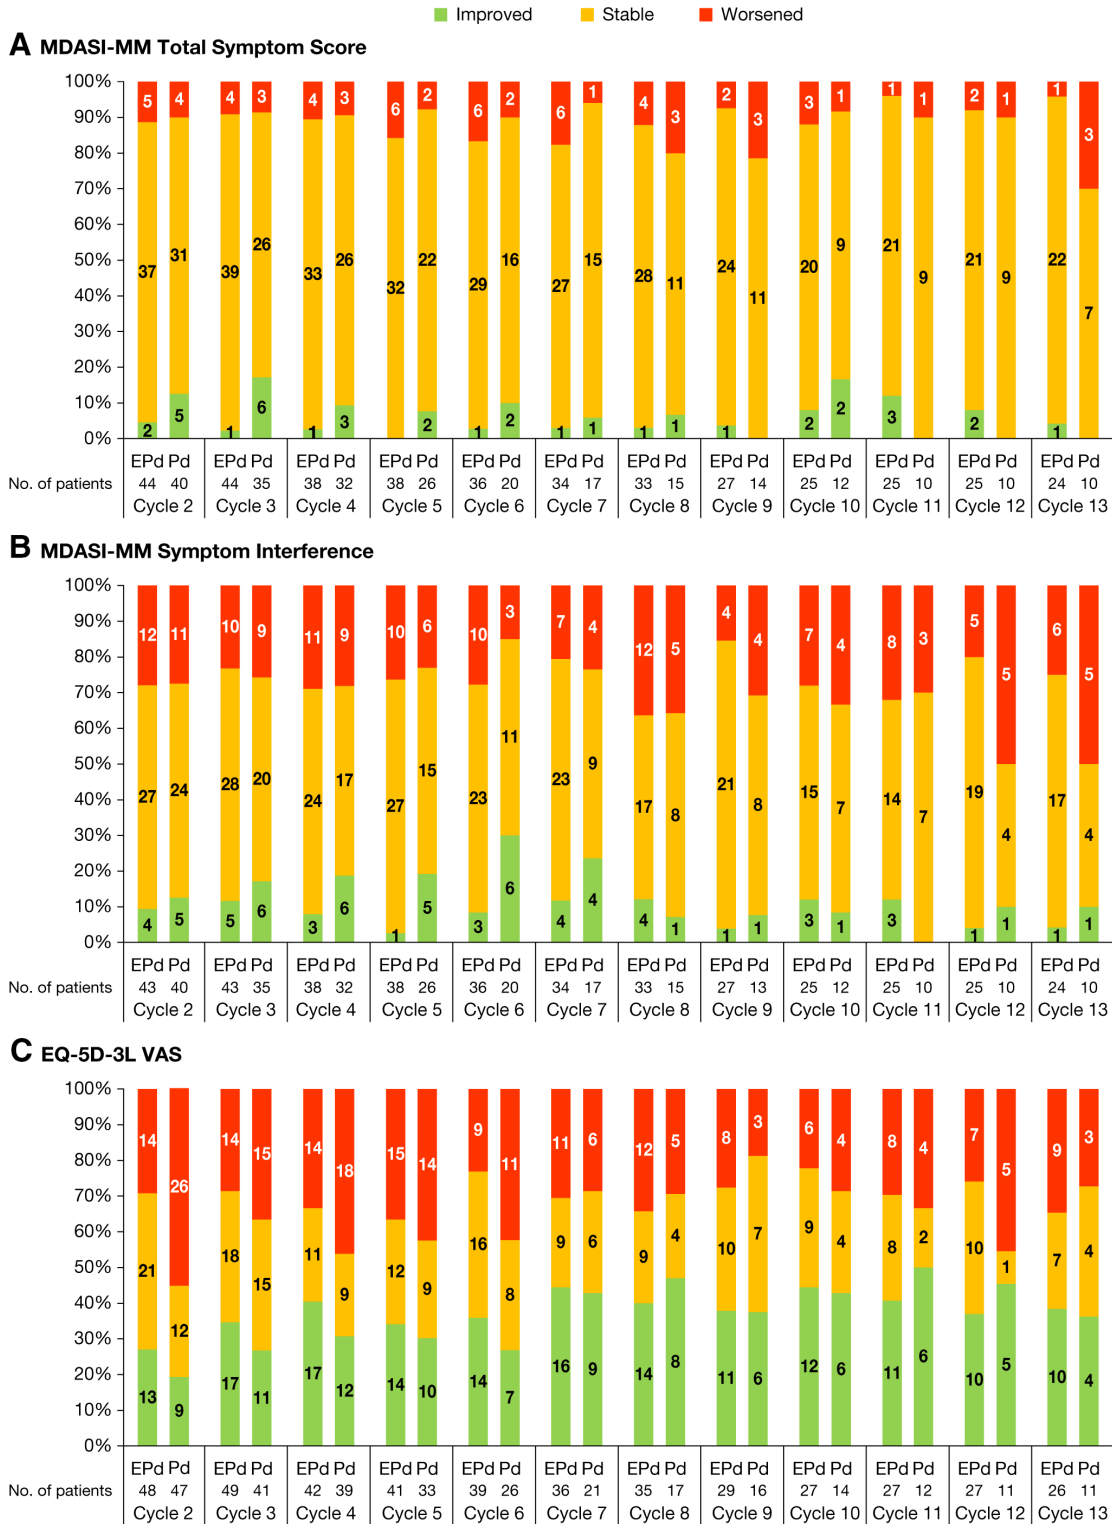 Improved Stable Worsened
A MDASI-MM Total Symptom Score
100%
90%
80%
70%
60%
50%
40%
30%
20%
10%
0%
5 4 4 3 4 3 6 2 6 2 6 1 4 3 2 3 3 1 1 1 2 1 1 3
37 31 39 26 33 26 32 22 29 16 27 15 28 11 24 11 20 9 21 9 21 9 22 7
2 5 1 6 1 3 2 1 2 1 1 1 1 1 2 2 3 2 1
EPd Pd EPd Pd EPd Pd EPd Pd EPd Pd EPd Pd EPd Pd EPd Pd EPd Pd EPd Pd EPd Pd EPd Pd
No. of patients 44 40 44 35 38 32 38 26 36 20 34 17 33 15 27 14 25 12 25 10 25 10 24 10
Cycle 2 Cycle 3 Cycle 4 Cycle 5 Cycle 6 Cycle 7 Cycle 8 Cycle 9 Cycle 10 Cycle 11 Cycle 12 Cycle 13
B MDASI-MM Symptom Interference
100%
90%
80%
70%
60%
50%
40%
30%
20%
10%
0%
12 11 10 9 11 9 10 6 10 3 7 4 12 5 4 4 7 4 8 3 5 5 6 5
27 24 28 20 24 17 27 15 23 11 23 9 17 8 21 8 15 7 14 7 19 4 17 4
4 5 5 6 3 6 1 5 3 6 4 4 4 1 1 1 3 1 3 1 1 1 1
EPd Pd EPd Pd EPd Pd EPd Pd EPd Pd EPd Pd EPd Pd EPd Pd EPd Pd EPd Pd EPd Pd EPd Pd
No. of patients 43 40 43 35 38 32 38 26 36 20 34 17 33 15 27 13 25 12 25 10 25 10 24 10
Cycle 2 Cycle 3 Cycle 4 Cycle 5 Cycle 6 Cycle 7 Cycle 8 Cycle 9 Cycle 10 Cycle 11 Cycle 12 Cycle 13
C EQ-5D-3L VAS
100%
90%
80%
70%
60%
50%
40%
30%
20%
10%
0%
14 26 14 15 14 18 15 14 9 11 11 6 12 5 8 3 6 4 8 4 7 5 9 3
21 12 18 15 11 9 12 9 16 8 9 6 9 4 10 7 9 4 8 2 10 1 7 4
13 9 17 11 17 12 14 10 14 7 16 9 14 8 11 6 12 6 11 6 10 5 10 4
EPd Pd EPd Pd EPd Pd EPd Pd EPd Pd EPd Pd EPd Pd EPd Pd EPd Pd EPd Pd EPd Pd EPd Pd
No. of patients 48 47 49 41 42 39 41 33 39 26 36 21 35 17 29 16 27 14 27 12 27 11 26 11
Cycle 2 Cycle 3 Cycle 4 Cycle 5 Cycle 6 Cycle 7 Cycle 8 Cycle 9 Cycle 10 Cycle 11 Cycle 12 Cycle 13